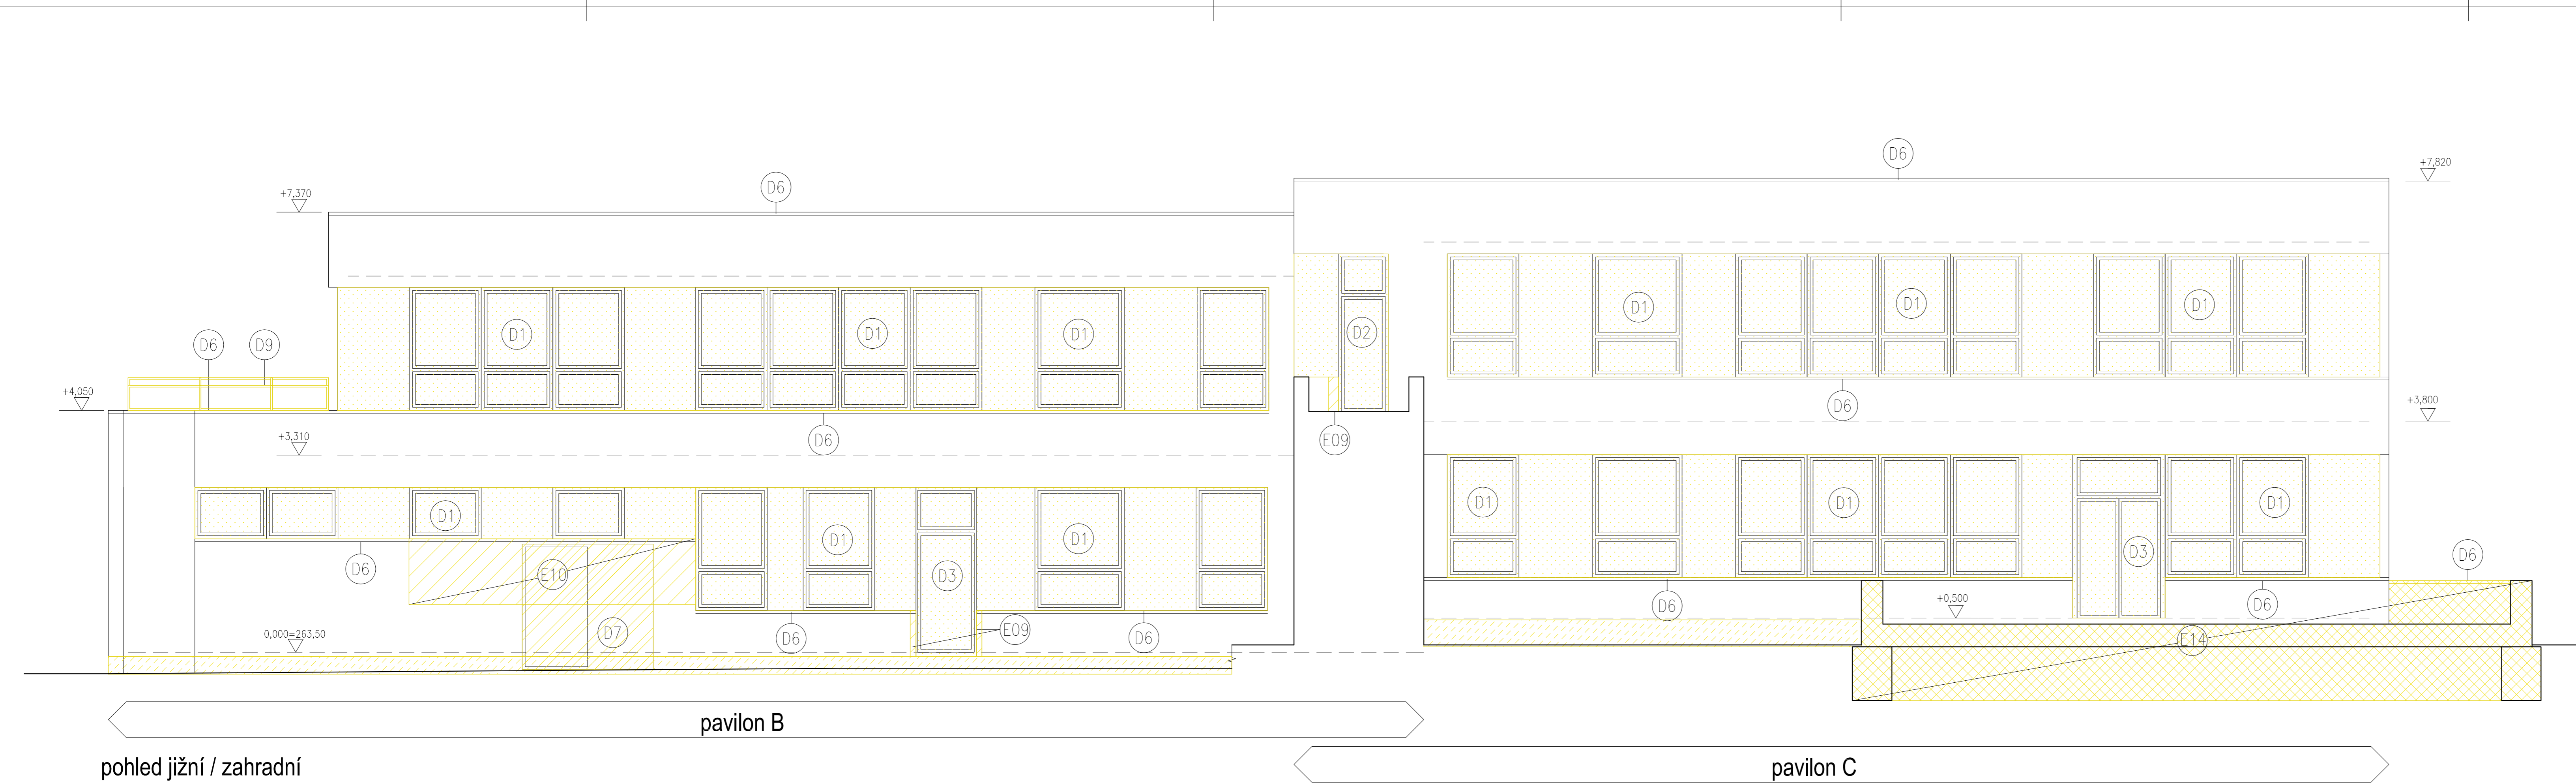 D6
+7,820
D6
+7,370
D2
D1
D1
D1
D1
D1
D1
D6
D9
+4,050
D6
+3,800
+3,310
D6
E09
D1
D1
D1
D1
D1
D1
D3
D6
D6
E10
D3
+0,500
D6
D6
0,000=263,50
D7
E09
D6
D6
E14
pavilon B
pohled jižní / zahradní
pavilon C